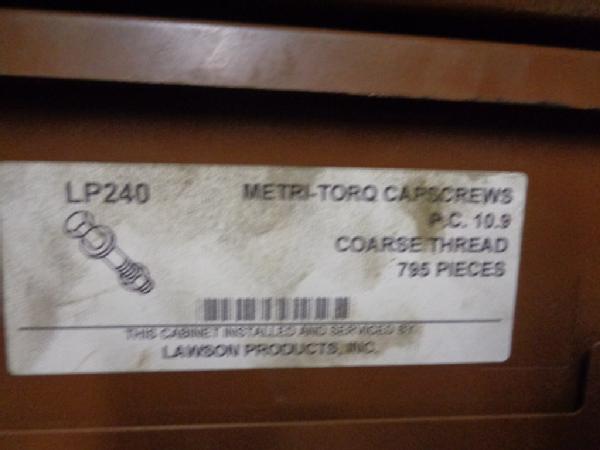 LP240
METRI-TORQ CAPSCREWS
P.C. 10.9
COARSE THREAD
795 PIECES
THIS CABINET INSTALLED AND SERVICED BY
LAWSON PRODUCTS, INC.